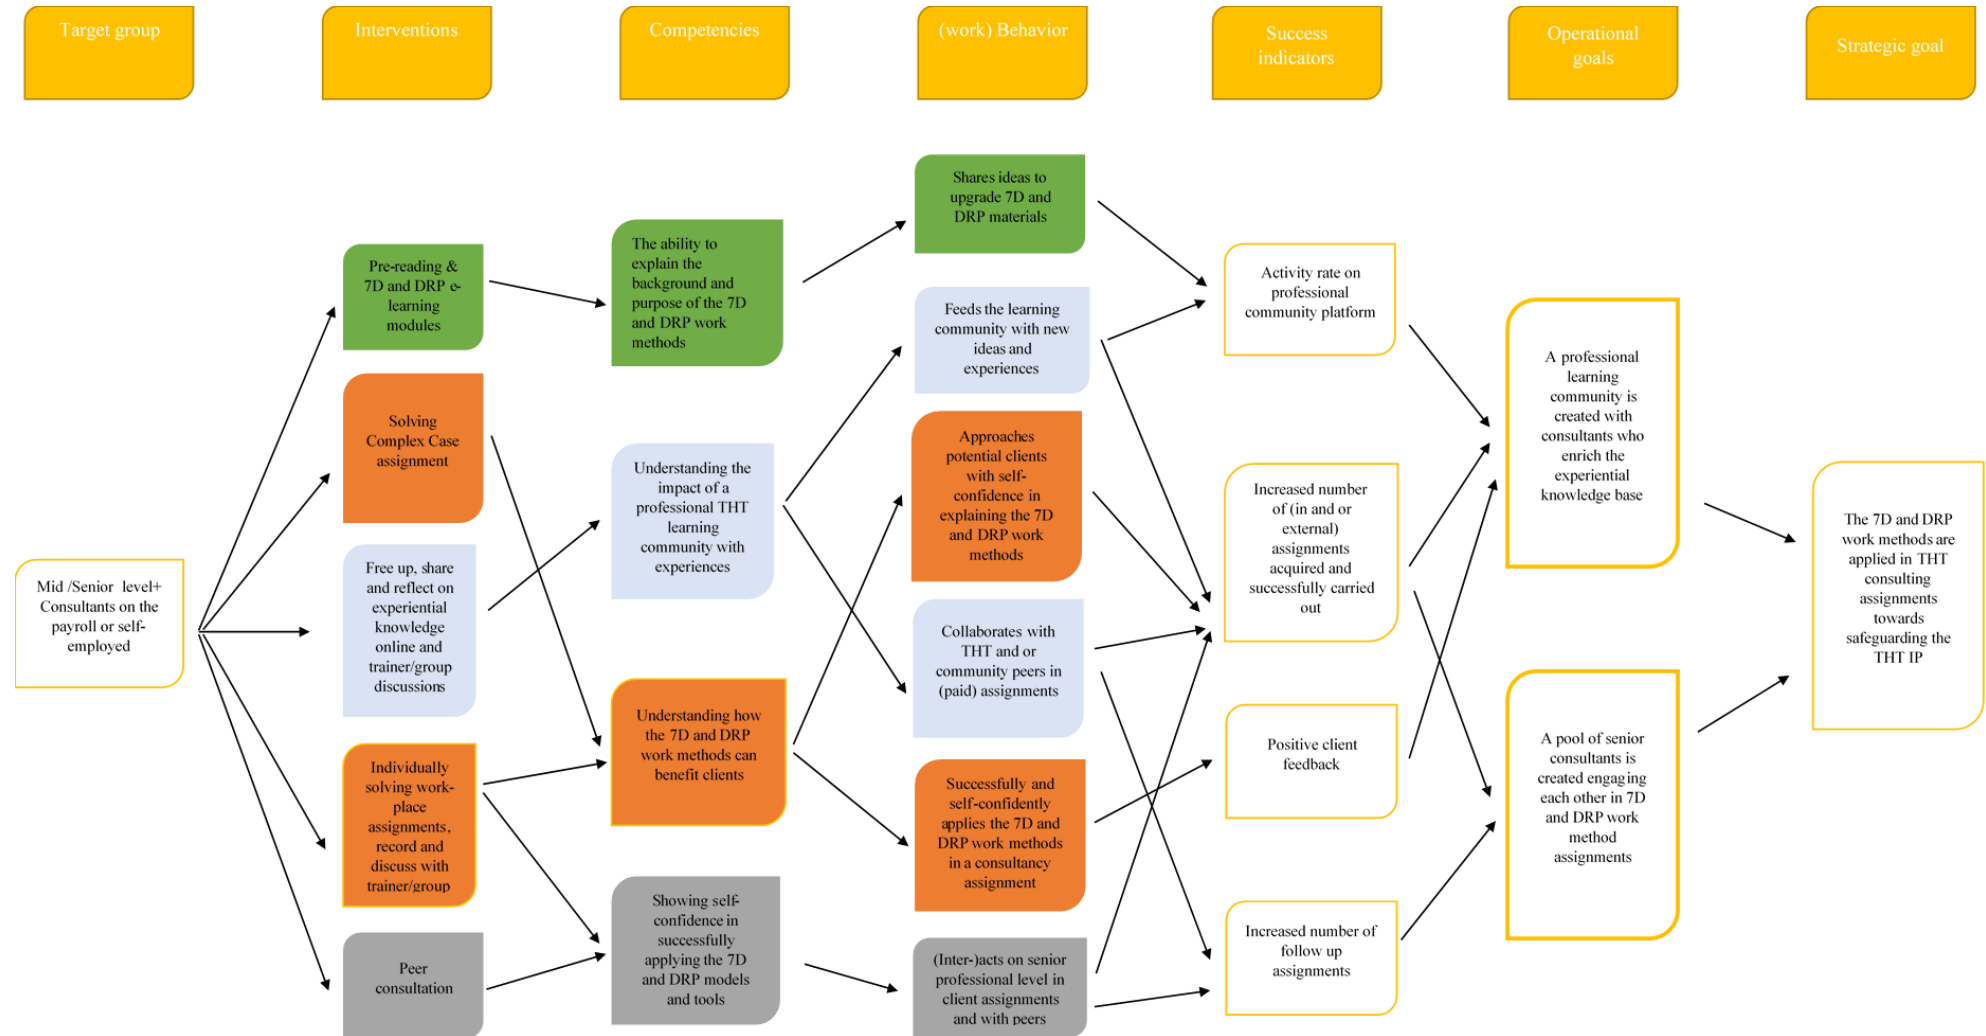 Target group
Interventions
Competencies
(work) Behavior
Success
indicators
Operational
goals
Strategic goal
Mid /Senior level+
Consultants on the
payroll or self-
employed
Pre-reading &
7D and DRP e-
learning
modules
Solving
Complex Case
assignment
Free up, share
and reflect on
experiential
knowledge
online and
trainer/group
discussions
Individually
solving work-
place
assignments,
record and
discuss with
trainer/group
Peer
consultation
The ability to
explain the
background and
purpose of the 7D
and DRP work
methods
Understanding the
impact of a
professional THT
learning
community with
experiences
Understanding how
the 7D and DRP
work methods can
benefit clients
Showing self-
confidence in
successfully
applying the 7D
and DRP models
and tools
Shares ideas to
upgrade 7D and
DRP materials
Feeds the learning
community with new
ideas and
experiences
Approaches
potential clients
with self-
confidence in
explaining the 7D
and DRP work
methods
Collaborates with
THT and or
community peers in
(paid) assignments
Successfully and
self-confidently
applies the 7D and
DRP work methods
in a consultancy
assignment
(Inter-)acts on senior
professional level in
client assignments
and with peers
Activity rate on
professional
community platform
Increased number
of (in and or
external)
assignments
acquired and
successfully carried
out
Positive client
feedback
Increased number of
follow up
assignments
A professional
learning
community is
created with
consultants who
enrich the
experiential
knowledge base
A pool of senior
consultants is
created engaging
each other in 7D
and DRP work
method
assignments
The 7D and DRP
work methods are
applied in THT
consulting
assignments
towards
safeguarding the
THT IP